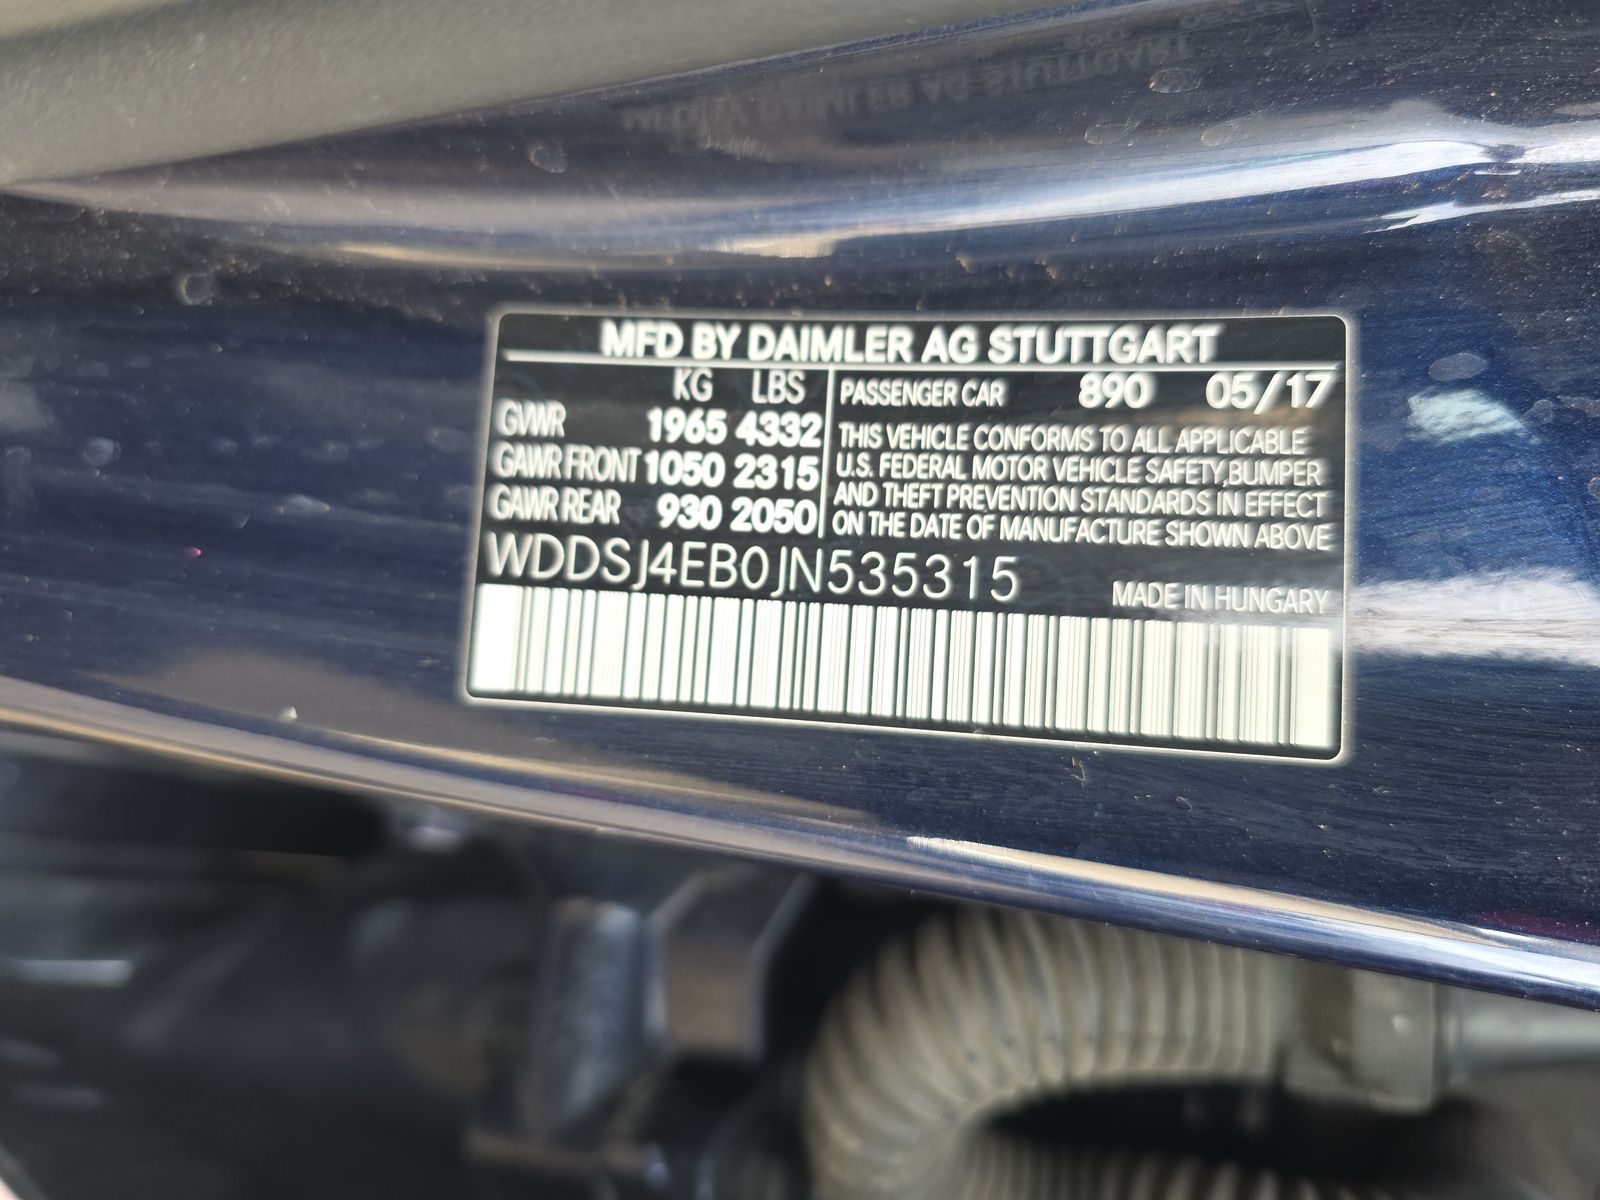 MFD BY DAIMLER AG STUTTGART
KG LBS
GVWR 1965 4332
GAWR FRONT 1050 2315
GAWR REAR 930 2050
PASSENGER CAR 890 05/17
THIS VEHICLE CONFORMS TO ALL APPLICABLE
U.S. FEDERAL MOTOR VEHICLE SAFETY,BUMPER
AND THEFT PREVENTION STANDARDS IN EFFECT
ON THE DATE OF MANUFACTURE SHOWN ABOVE
WDDSJ4EB0JN535315
MADE IN HUNGARY